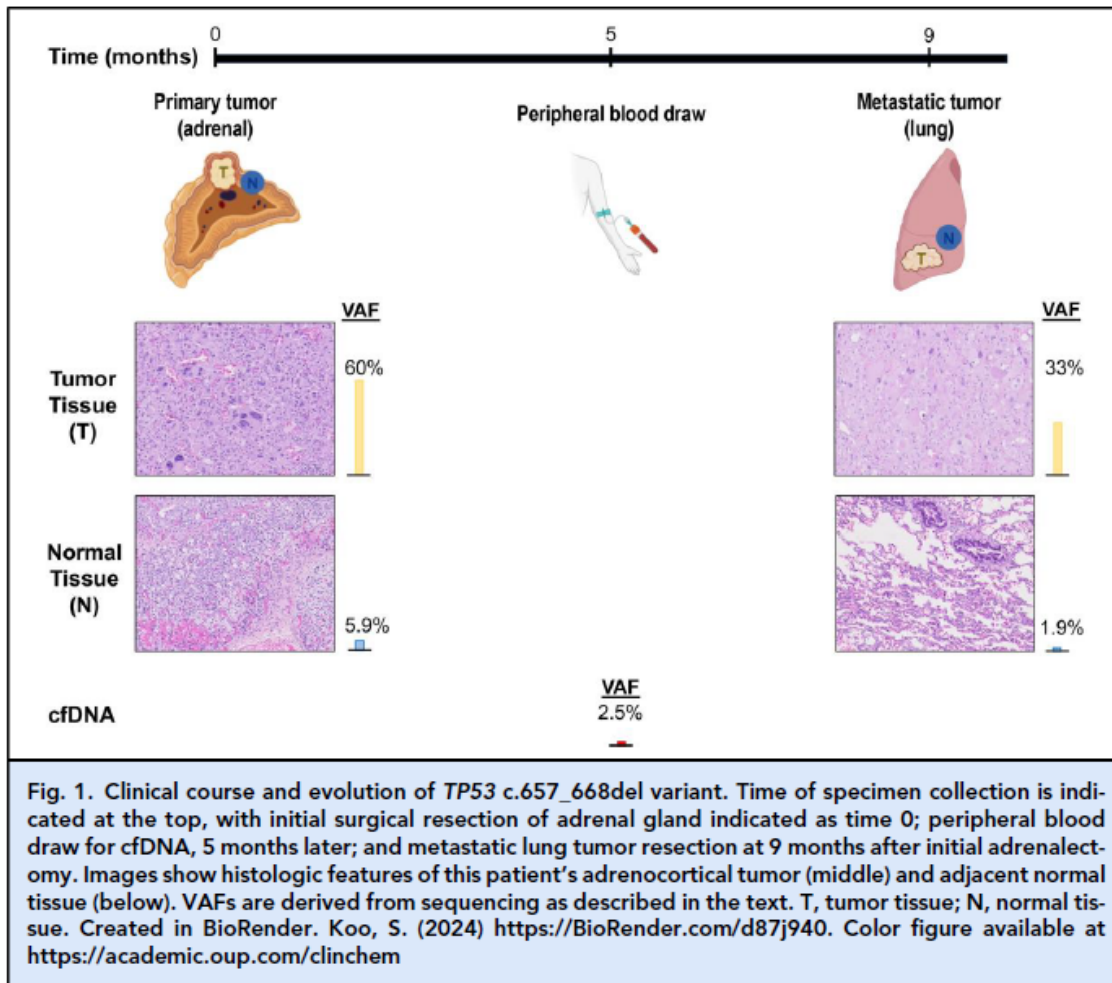 0 5 9
Time (months)
Primary tumor
(adrenal)
Peripheral blood draw
Metastatic tumor
(lung)
T N
N
T
VAF
VAF
60%
33%
Tumor
Tissue
(T)
Normal
Tissue
(N)
5.9%
1.9%
VAF
cfDNA
2.5%
Fig. 1. Clinical course and evolution of TP53 c.657_668del variant. Time of specimen collection is indi-
cated at the top, with initial surgical resection of adrenal gland indicated as time 0; peripheral blood
draw for cfDNA, 5 months later; and metastatic lung tumor resection at 9 months after initial adrenalect-
omy. Images show histologic features of this patient's adrenocortical tumor (middle) and adjacent normal
tissue (below). VAFs are derived from sequencing as described in the text. T, tumor tissue; N, normal tis-
sue. Created in BioRender. Koo, S. (2024) https://BioRender.com/d87j940. Color figure available at
https://academic.oup.com/clinchem